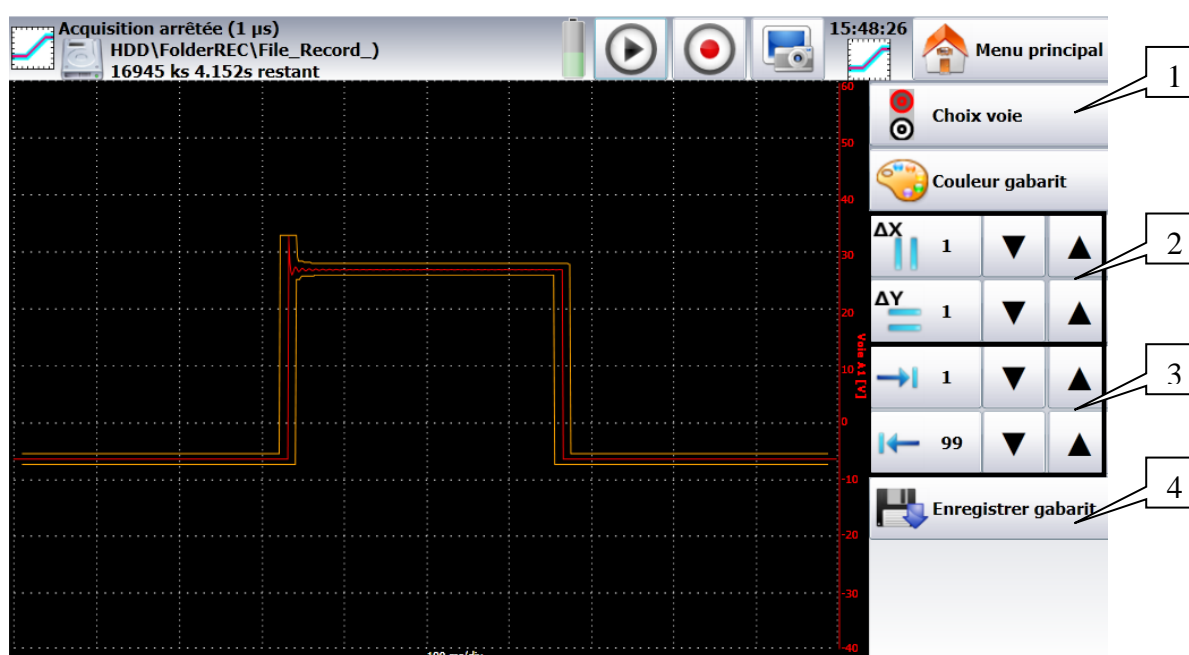 Acquisition arrêtée (1 µs)
HDD\FolderREC\File_Record_)
16945 ks 4.152s restant
15:48:26
Menu principal
1
Choix voie
Couleur gabarit
ΔX 1
2
ΔY 1
1
3
99
Enregistrer gabarit
4
60
50
40
30
20
10
0
-10
-20
-30
-40
Voie A1 [V]